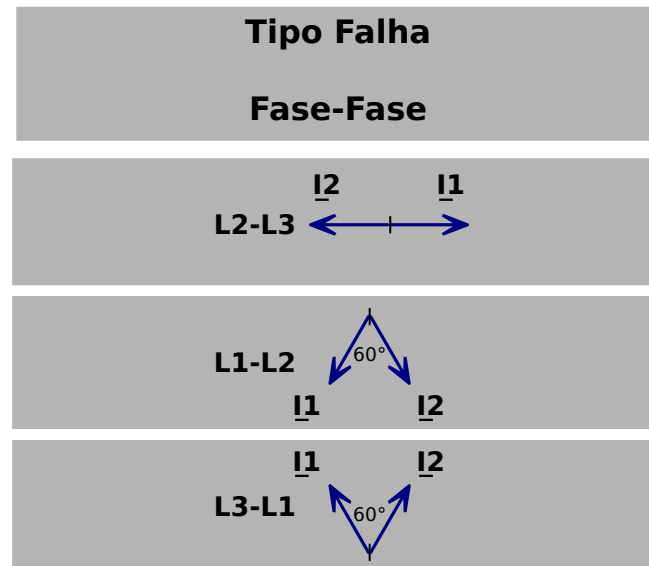 Tipo Falha
Fase-Fase
I2 I1
L2-L3
60°
L1-L2
I1 I2
I1 I2
L3-L1
60°